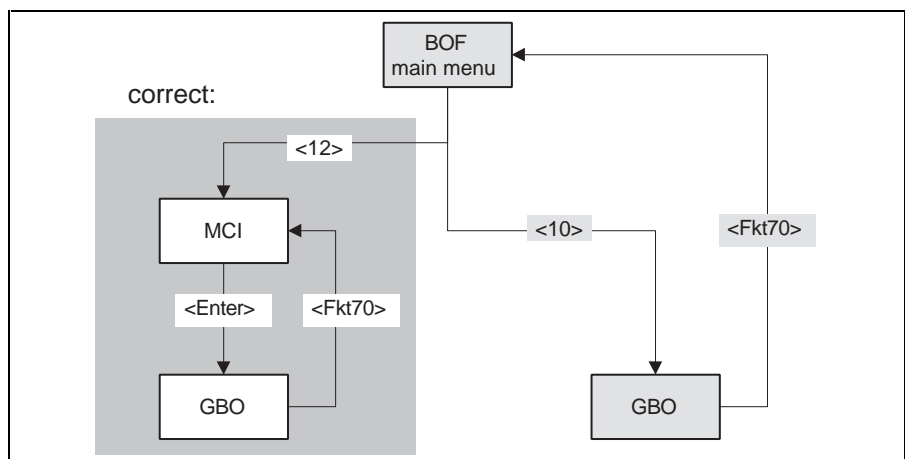 BOF
main menu
correct:
<12>
MCI
<10>
<Fkt70>
<Enter>
<Fkt70>
GBO
GBO